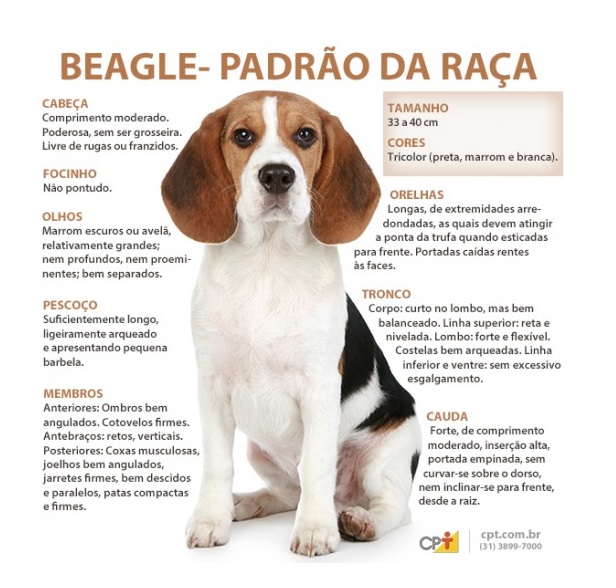 BEAGLE- PADRÃO DA RAÇA
CABEÇA
Comprimento moderado.
Poderosa, sem ser grosseira.
Livre de rugas ou franzidos.
FOCINHO
Não pontudo.
OLHOS
Marrom escuros ou avelã,
relativamente grandes;
nem profundos, nem proemi-
nentes; bem separados.
PESCOÇO
Suficientemente longo,
ligeiramente arqueado
e apresentando pequena
barbela.
MEMBROS
Anteriores: Ombros bem
angulados. Cotovelos firmes.
Antebraços: retos, verticais.
Posteriores: Coxas musculosas,
joelhos bem angulados,
jarretes firmes, bem descidos
e paralelos, patas compactas
e firmes.
TAMANHO
33 a 40 cm
CORES
Tricolor (preta, marrom e branca).
ORELHAS
Longas, de extremidades arre-
dondadas, as quais devem atingir
a ponta da trufa quando esticadas
para frente. Portadas caídas rentes
às faces.
TRONCO
Corpo: curto no lombo, mas bem
balanceado. Linha superior: reta e
nivelada. Lombo: forte e flexível.
Costelas bem arqueadas. Linha
inferior e ventre: sem excessivo
esgalgamento.
CAUDA
Forte, de comprimento
moderado, inserção alta,
portada empinada, sem
curvar-se sobre o dorso,
nem inclinar-se para frente,
desde a raiz.
CPT
cpt.com.br
(31) 3899-7000